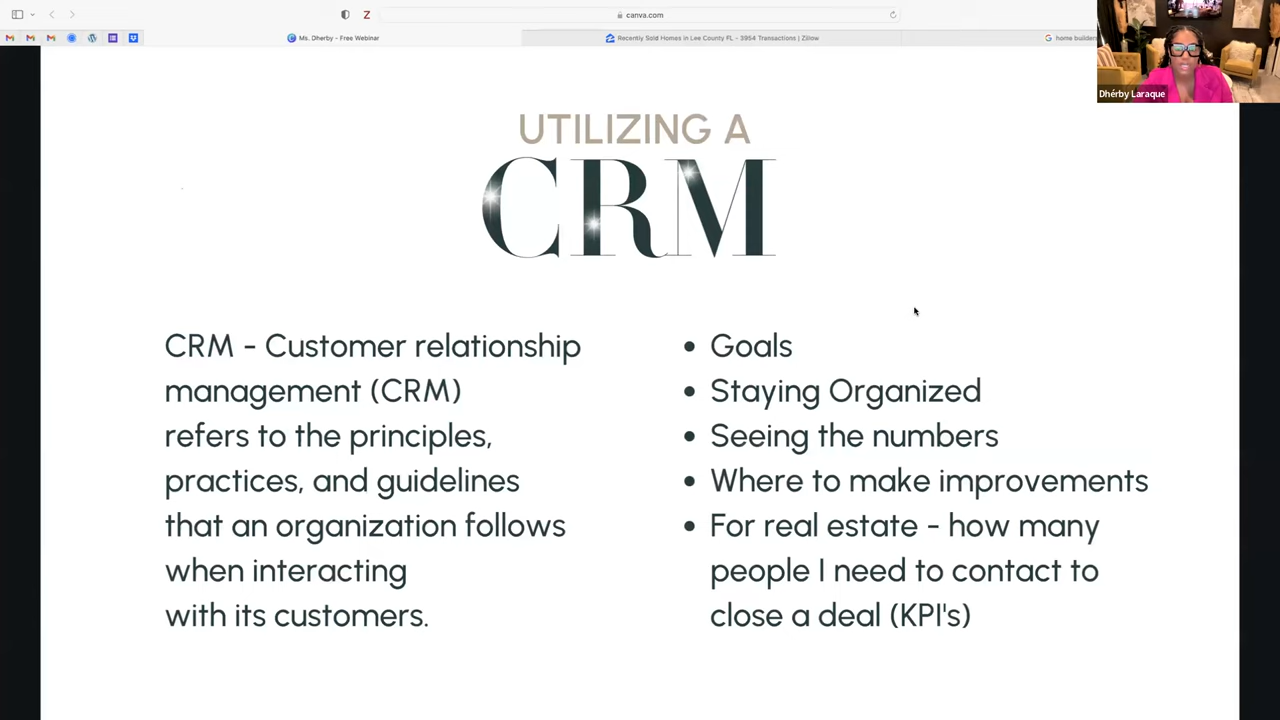 canva.com
Ms. Dherby - Free Webinar
Recently Sold Homes in Lee County FL - 3954 Transactions | Zillow
home builders
Dhérby Laraque
UTILIZING A
CRM
CRM - Customer relationship
management (CRM)
refers to the principles,
practices, and guidelines
that an organization follows
when interacting
with its customers.
• Goals
• Staying Organized
• Seeing the numbers
• Where to make improvements
• For real estate - how many
people I need to contact to
close a deal (KPI's)